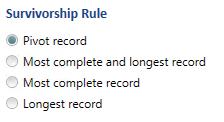 Survivorship Rule
Pivot record
Most complete and longest record
Most complete record
Longest record